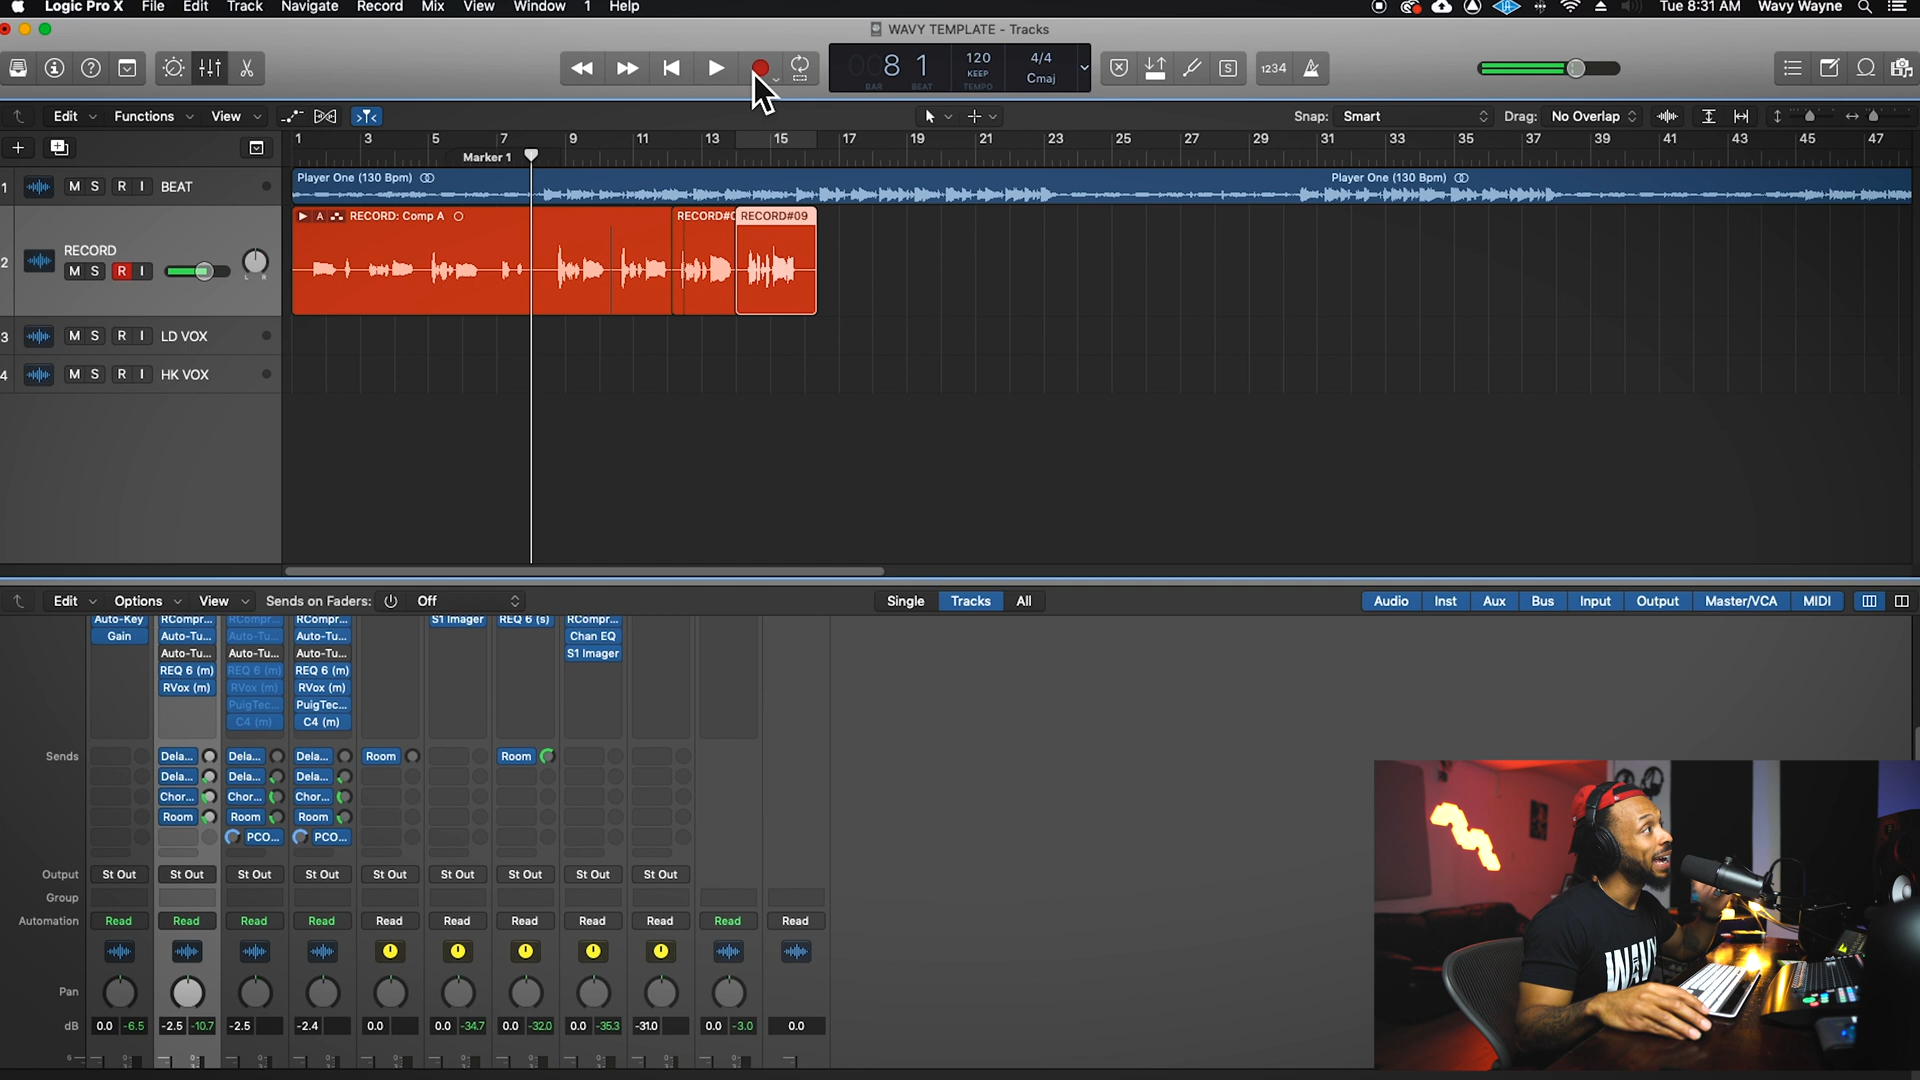 Logic Pro X File Edit Track Navigate Record Mix View Window 1 Help Tue 8:31 AM Wavy Wayne
WAVY TEMPLATE - Tracks
8 1 120 4/4
KEEP Cmaj
BAR BEAT TEMPO
S 1234
Edit Functions View Snap: Smart Drag: No Overlap
1 3 5 7 9 11 13 15 17 19 21 23 25 27 29 31 33 35 37 39 41 43 45 47
Marker 1
1 M S R I BEAT Player One (130 Bpm) Player One (130 Bpm)
A RECORD: Comp A RECORD#0 RECORD#09
2 RECORD
M S R I L R
3 M S R I LD VOX
4 M S R I HK VOX
Edit Options View Sends on Faders: Off Single Tracks All Audio Inst Aux Bus Input Output Master/VCA MIDI
Auto-Key RCompr... RCompr... RCompr... S1 Imager REQ 6 (s) RCompr...
Gain Auto-Tu... Auto-Tu... Auto-Tu... Chan EQ
Auto-Tu... Auto-Tu... Auto-Tu... S1 Imager
REQ 6 (m) REQ 6 (m) REQ 6 (m)
RVox (m) RVox (m) RVox (m)
PuigTec... PuigTec...
C4 (m) C4 (m)
Sends Dela... Dela... Dela... Room Room
Dela... Dela... Dela...
Chor... Chor... Chor...
Room Room Room
PCO... PCO...
Output St Out St Out St Out St Out St Out St Out St Out St Out St Out
Group
Automation Read Read Read Read Read Read Read Read Read Read Read
Pan
dB 0.0 -6.5 -2.5 -10.7 -2.5 -2.4 0.0 0.0 -34.7 0.0 -32.0 0.0 -35.3 -31.0 0.0 -3.0 0.0
WAVY